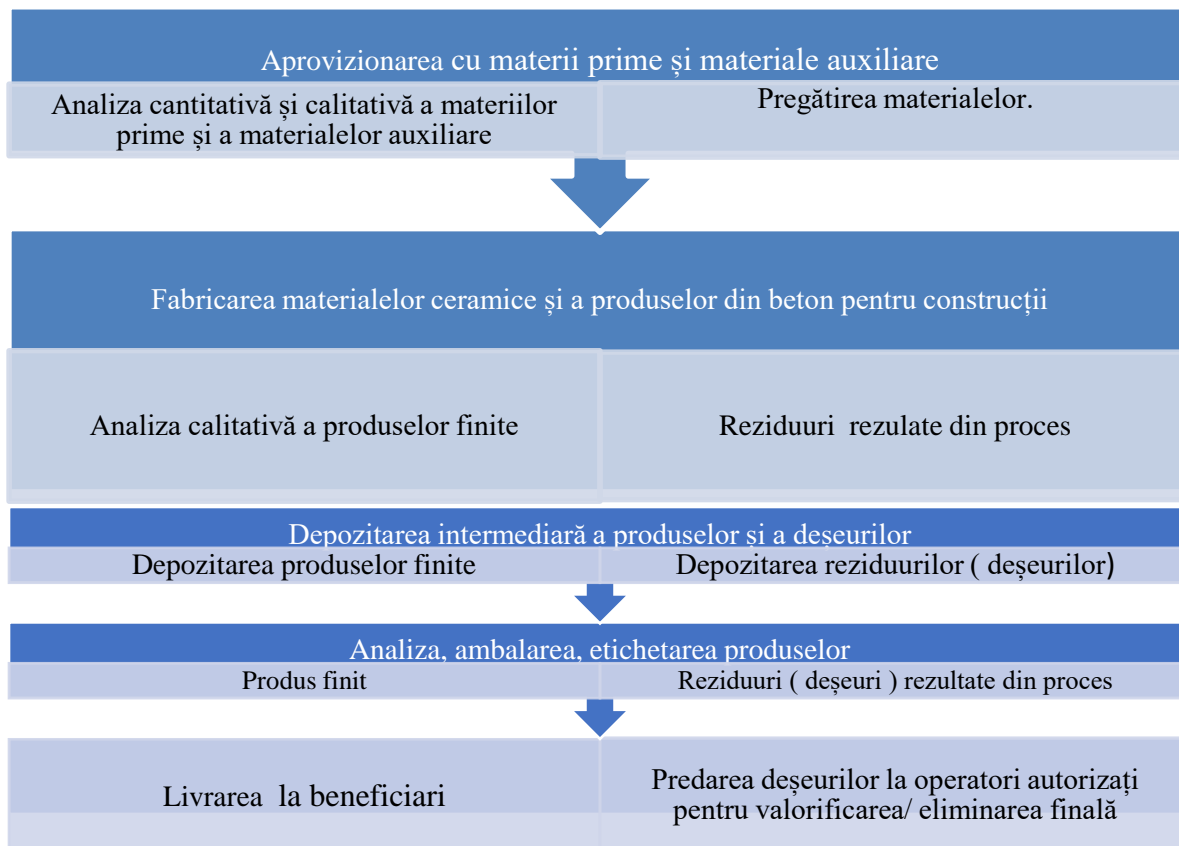 Aprovizionarea cu materii prime și materiale auxiliare
Analiza cantitativă și calitativă a materiilor
prime și a materialelor auxiliare
Pregătirea materialelor.
Fabricarea materialelor ceramice și a produselor din beton pentru construcții
Analiza calitativă a produselor finite
Reziduuri rezulate din proces
Depozitarea intermediară a produselor și a deșeurilor
Depozitarea produselor finite
Depozitarea reziduurilor ( deșeurilor)
Analiza, ambalarea, etichetarea produselor
Produs finit
Reziduuri ( deșeuri ) rezultate din proces
Livrarea la beneficiari
Predarea deșeurilor la operatori autorizați
pentru valorificarea/ eliminarea finală